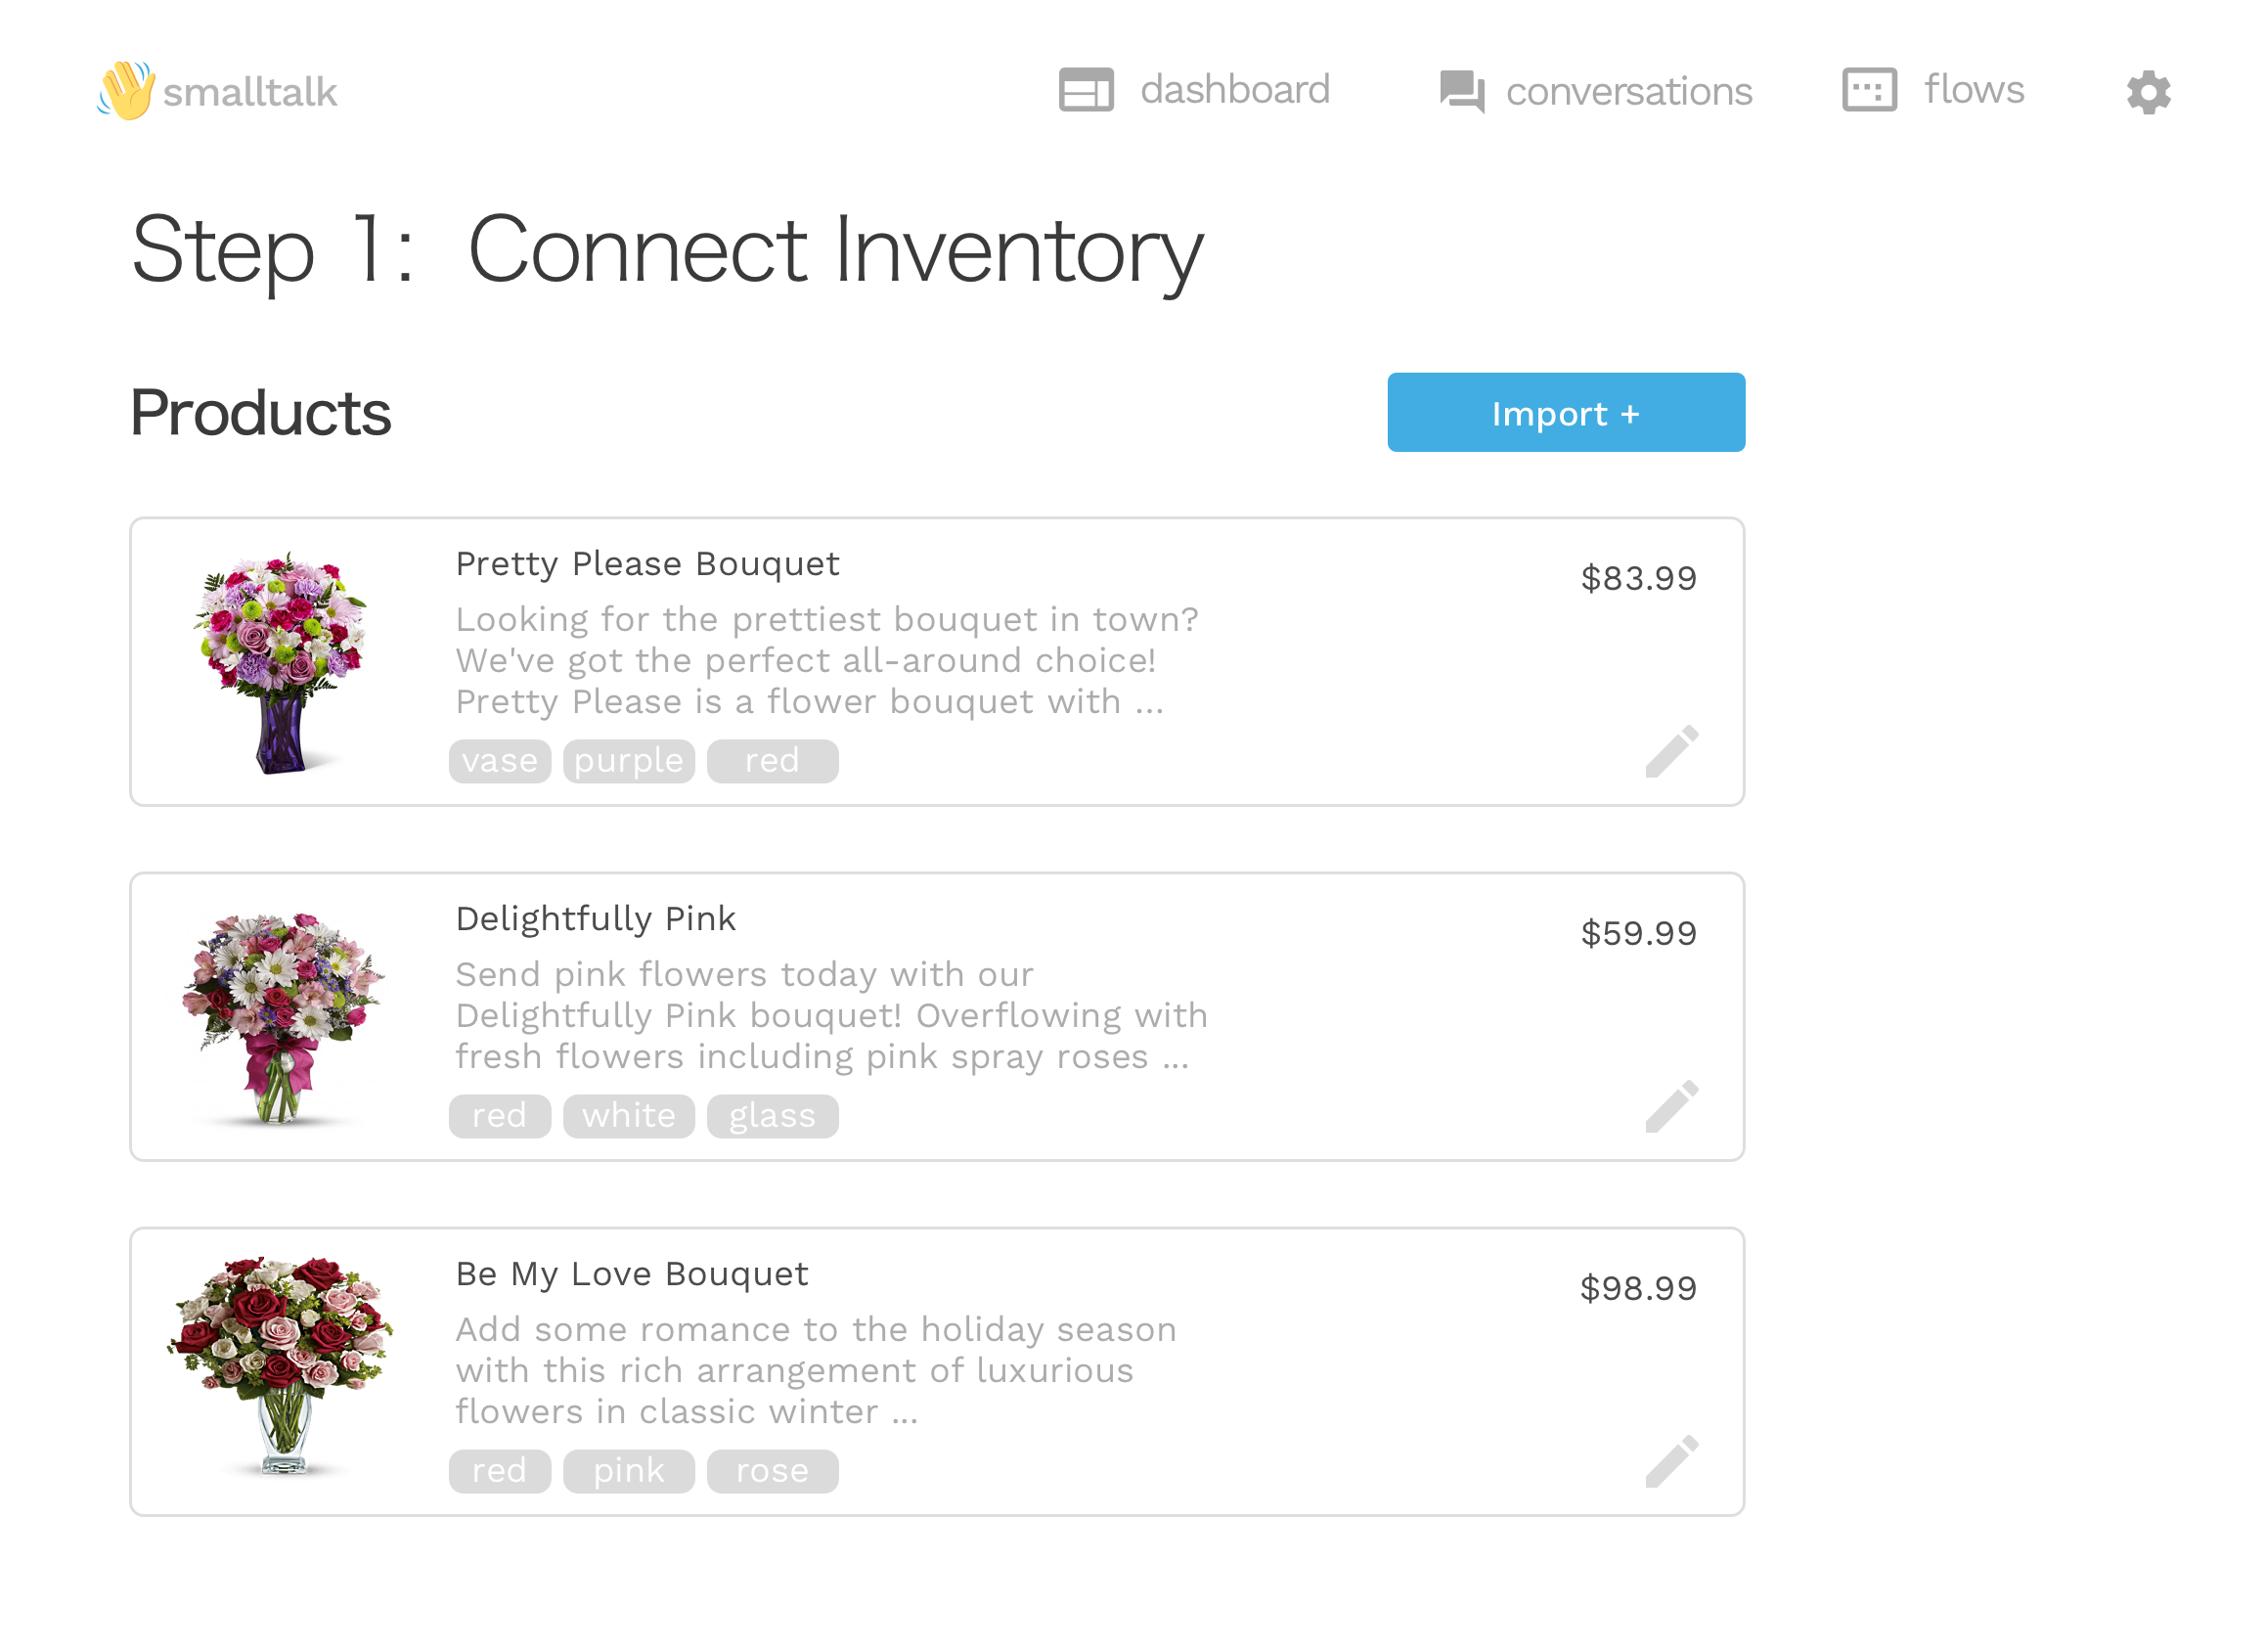 smalltalk
dashboard
conversations
flows
Step 1: Connect Inventory
Products
Import +
Pretty Please Bouquet
$83.99
Looking for the prettiest bouquet in town?
We've got the perfect all-around choice!
Pretty Please is a flower bouquet with ...
vase purple red
Delightfully Pink
$59.99
Send pink flowers today with our
Delightfully Pink bouquet! Overflowing with
fresh flowers including pink spray roses ...
red white glass
Be My Love Bouquet
$98.99
Add some romance to the holiday season
with this rich arrangement of luxurious
flowers in classic winter ...
red pink rose